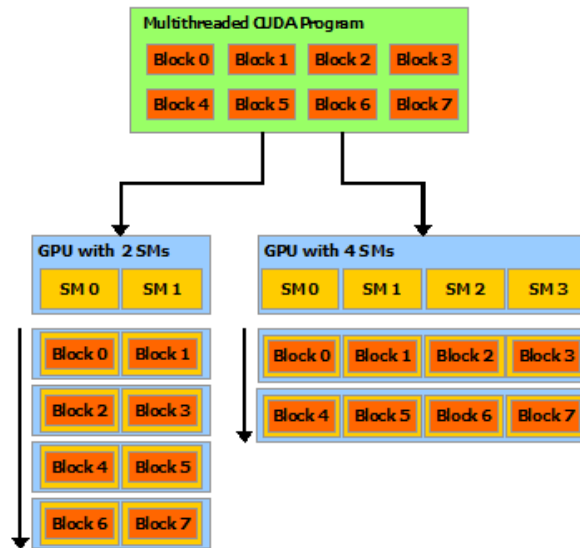 Multithreaded CUDA Program
Block 0 Block 1 Block 2 Block 3
Block 4 Block 5 Block 6 Block 7
GPU with 2 SMs
SM 0 SM 1
Block 0 Block 1
Block 2 Block 3
Block 4 Block 5
Block 6 Block 7
GPU with 4 SMs
SM 0 SM 1 SM 2 SM 3
Block 0 Block 1 Block 2 Block 3
Block 4 Block 5 Block 6 Block 7